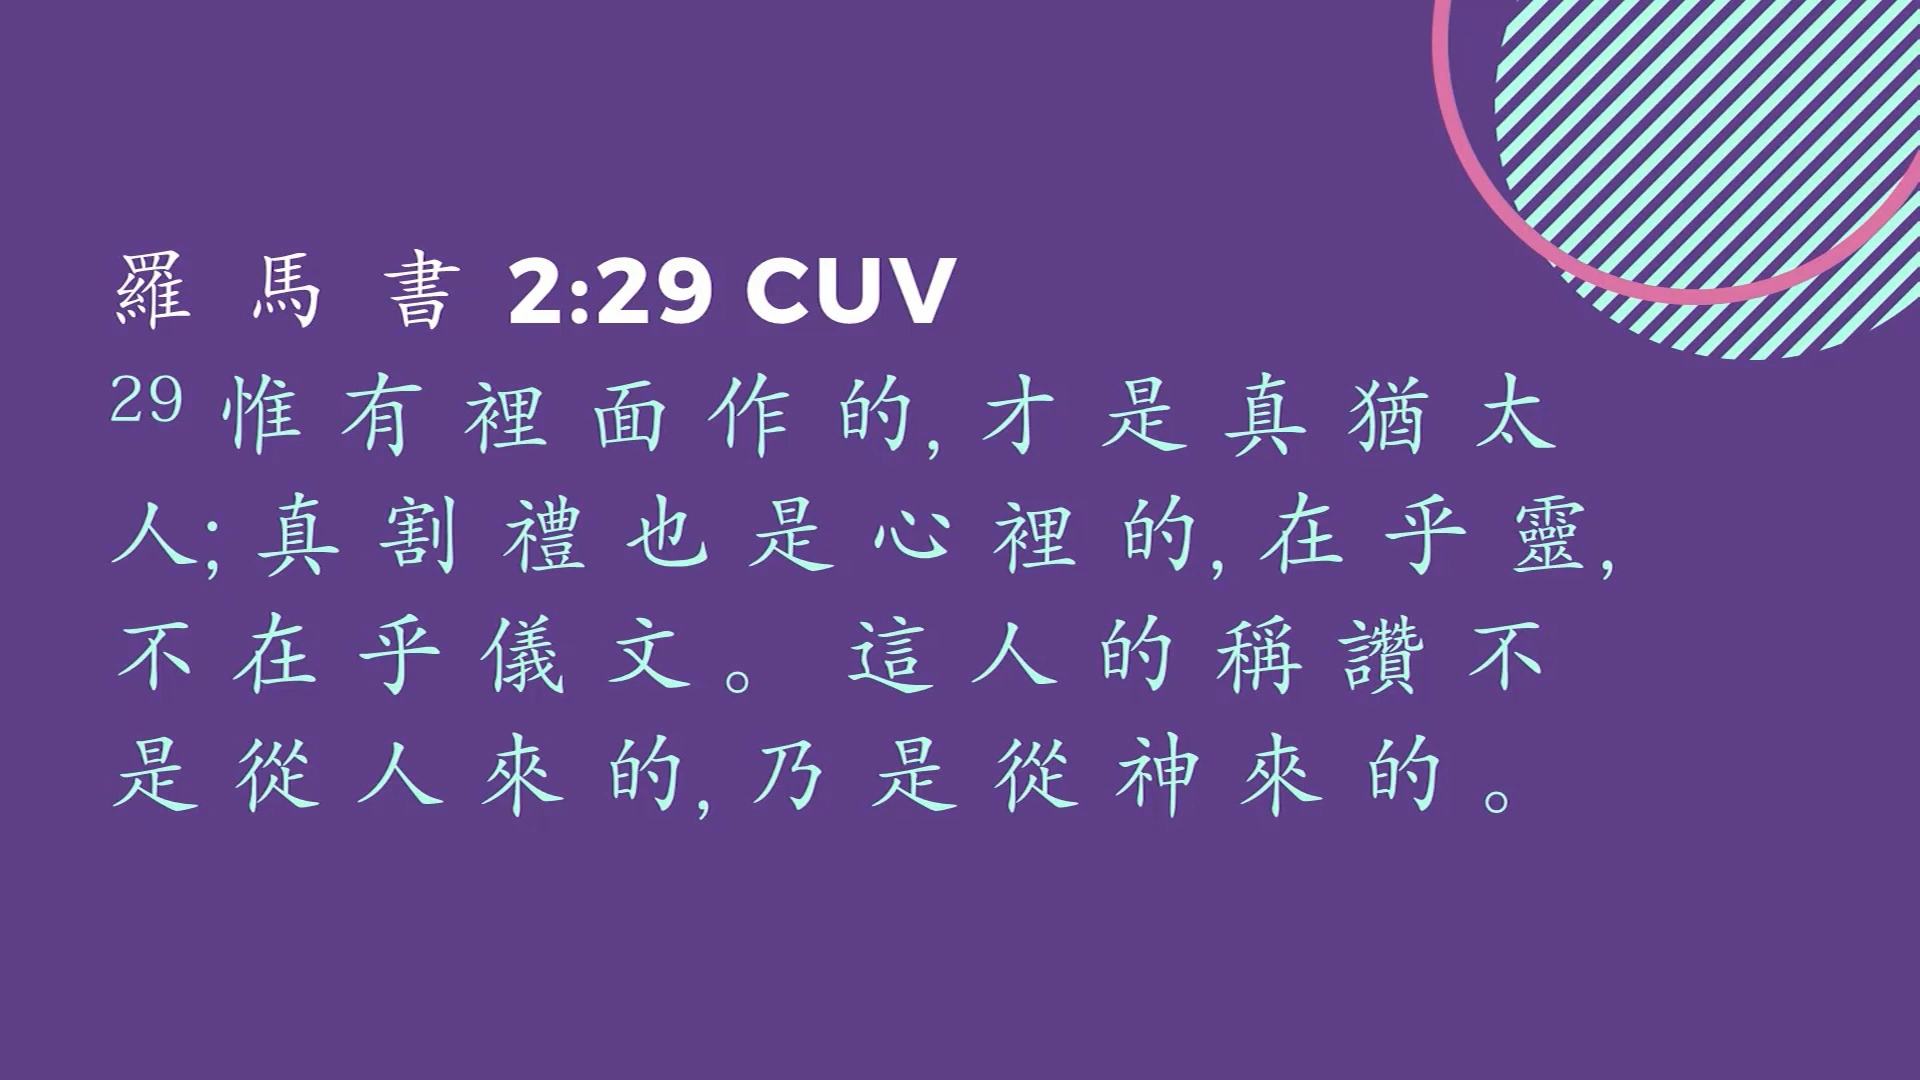 羅 馬 書 2:29 CUV
29 惟 有 裡 面 作 的, 才 是 真 猶 太
人; 真 割 禮 也 是 心 裡 的, 在 乎 靈,
不 在 乎 儀 文 。 這 人 的 稱 讚 不
是 從 人 來 的, 乃 是 從 神 來 的 。